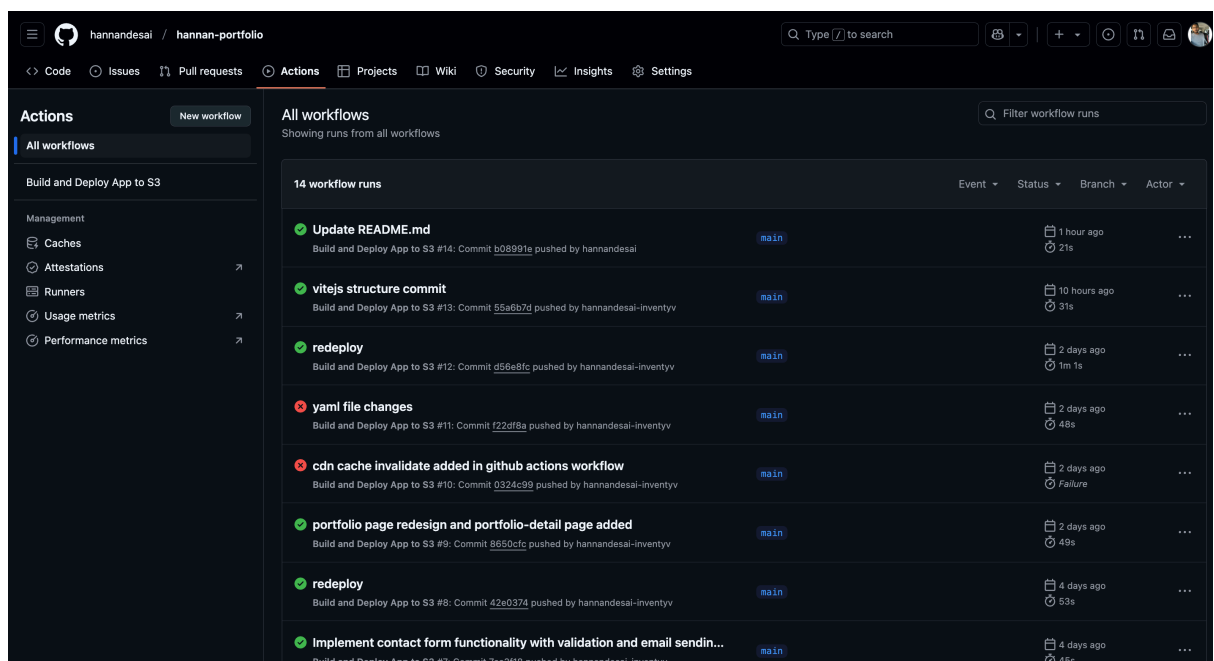 hannandesai / hannan-portfolio
Type / to search
Code Issues Pull requests Actions Projects Wiki Security Insights Settings
Actions
New workflow
All workflows
Build and Deploy App to S3
Management
Caches
Attestations
Runners
Usage metrics
Performance metrics
All workflows
Showing runs from all workflows
Filter workflow runs
14 workflow runs
Event Status Branch Actor
Update README.md
Build and Deploy App to S3 #14: Commit b08991e pushed by hannandesai
main
1 hour ago
21s
vitejs structure commit
Build and Deploy App to S3 #13: Commit 55a6b7d pushed by hannandesai-inventyv
main
10 hours ago
31s
redeploy
Build and Deploy App to S3 #12: Commit d56e8fc pushed by hannandesai-inventyv
main
2 days ago
1m 1s
yaml file changes
Build and Deploy App to S3 #11: Commit f22df8a pushed by hannandesai-inventyv
main
2 days ago
48s
cdn cache invalidate added in github actions workflow
Build and Deploy App to S3 #10: Commit 0324c99 pushed by hannandesai-inventyv
main
2 days ago
Failure
portfolio page redesign and portfolio-detail page added
Build and Deploy App to S3 #9: Commit 8650cfc pushed by hannandesai-inventyv
main
2 days ago
49s
redeploy
Build and Deploy App to S3 #8: Commit 42e0374 pushed by hannandesai-inventyv
main
4 days ago
53s
Implement contact form functionality with validation and email sendin...
main
4 days ago